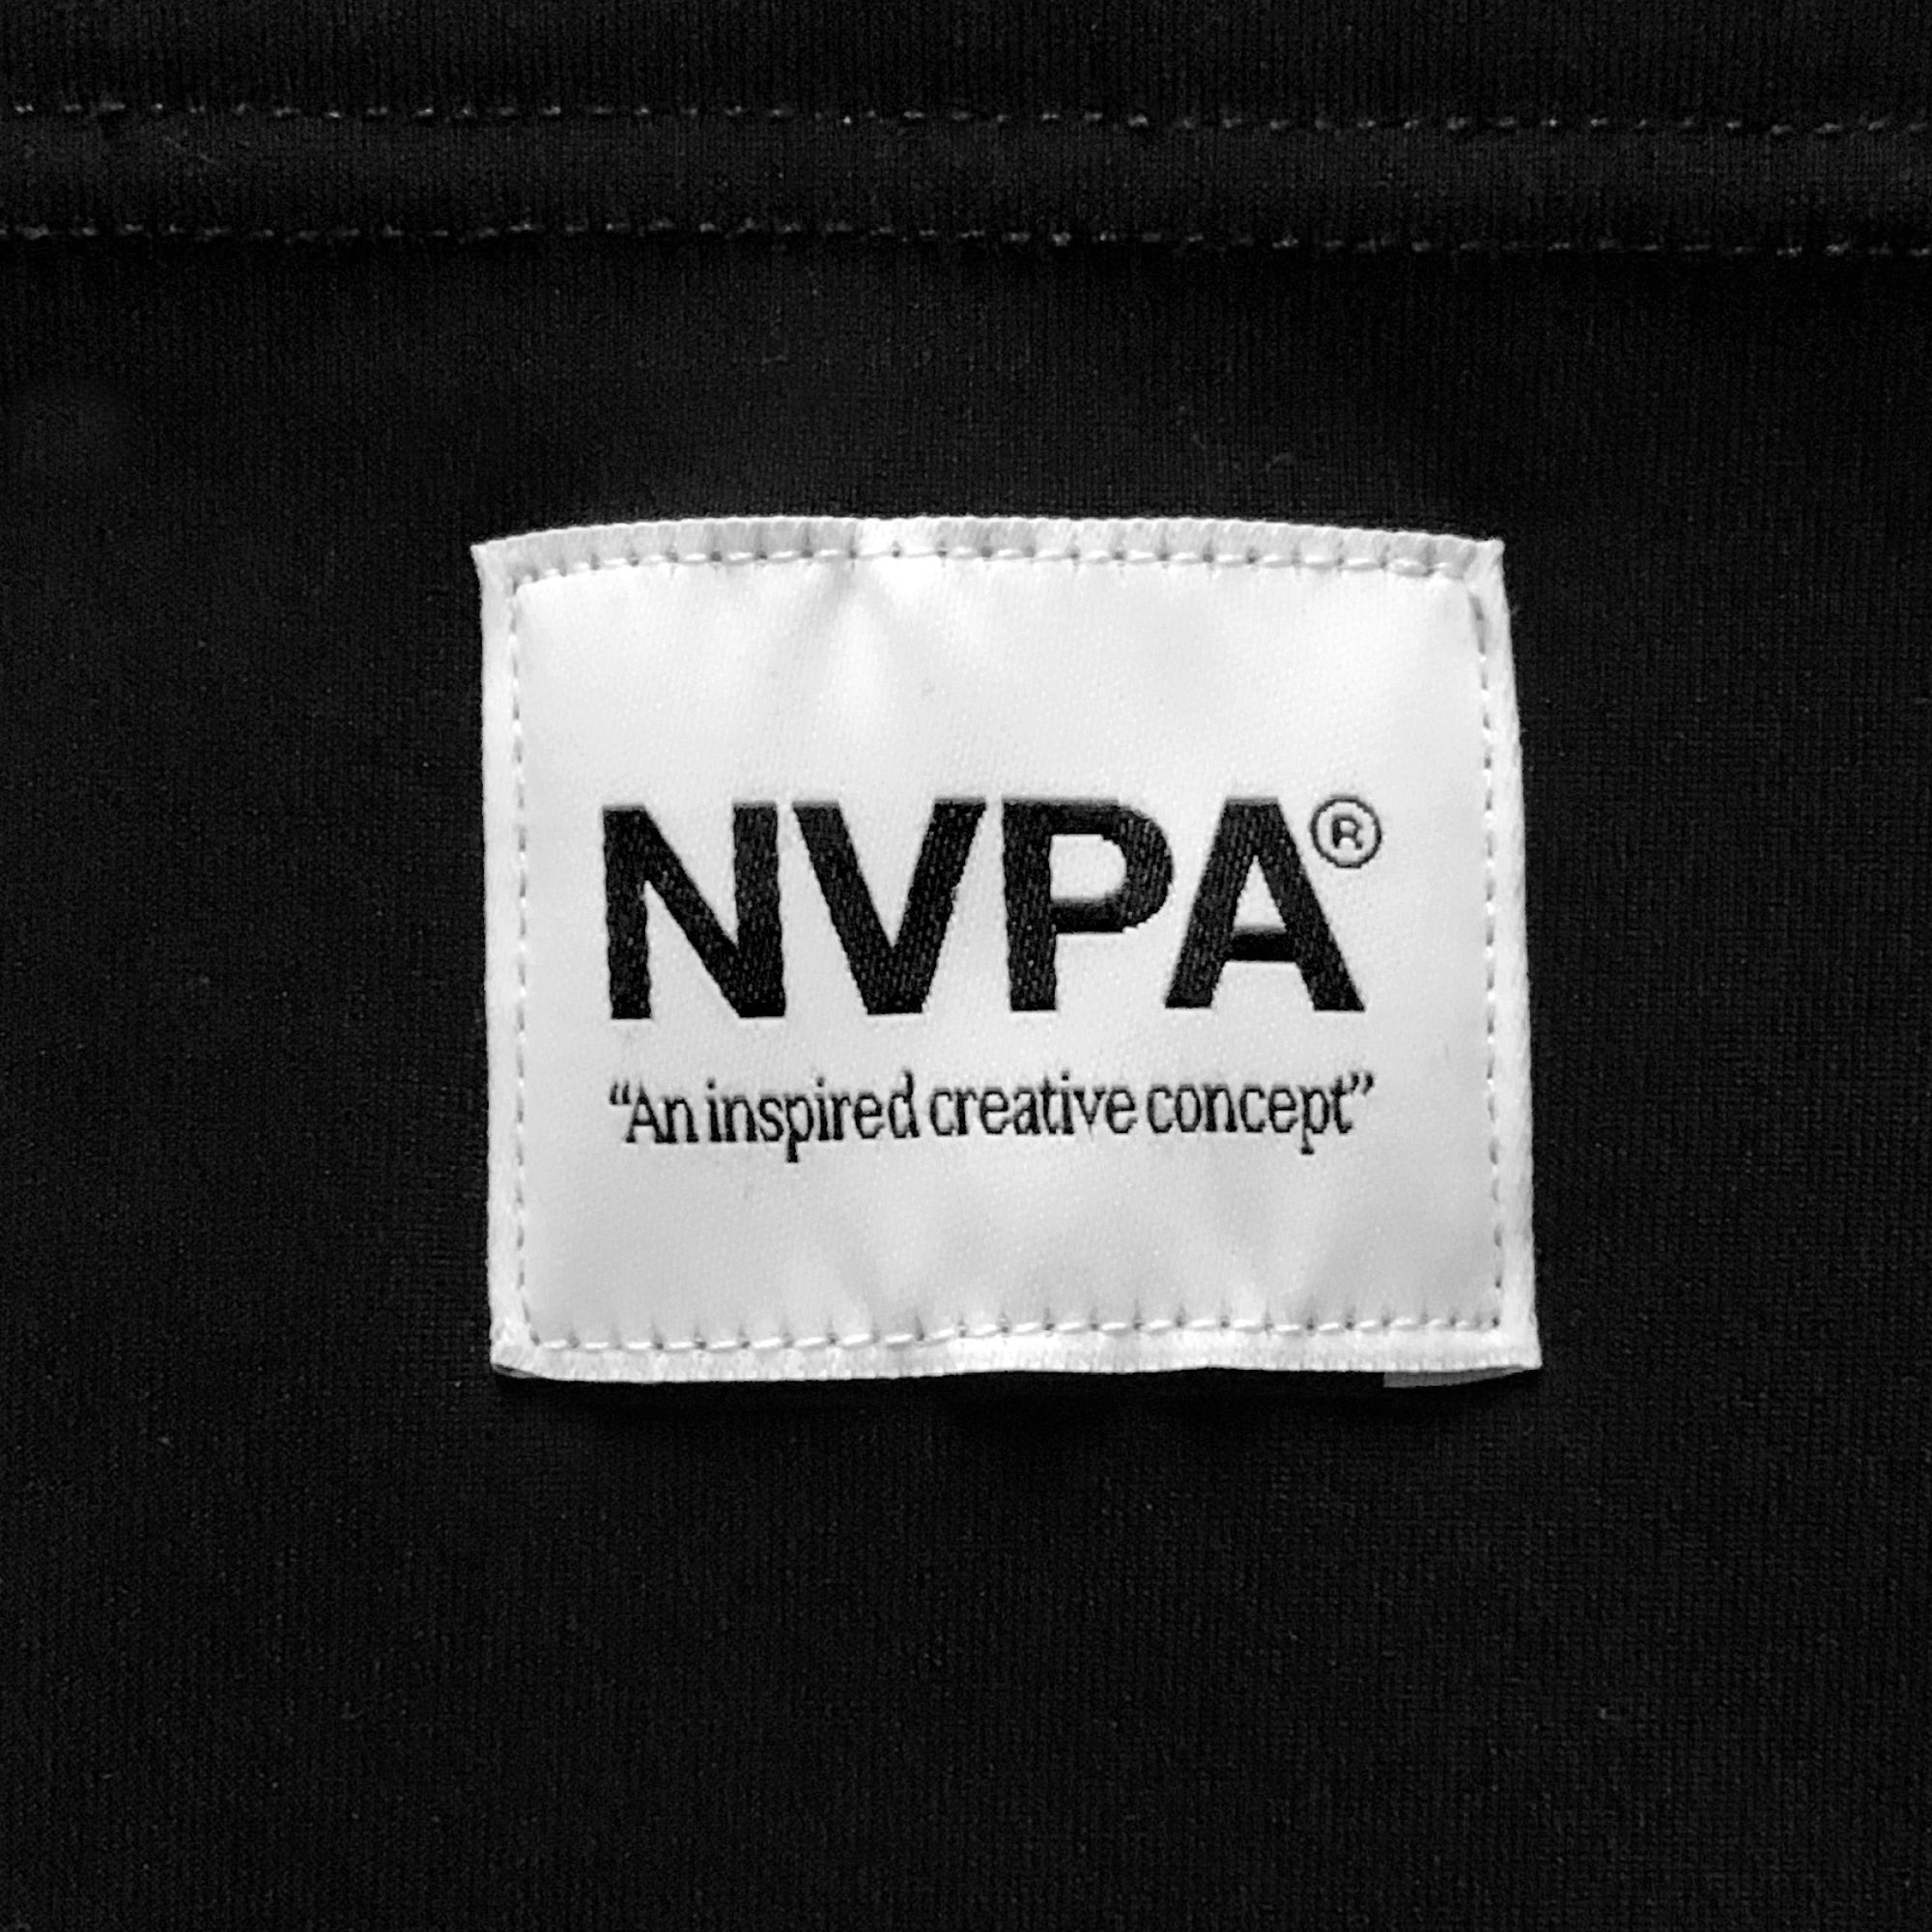 NVPA®
“An inspired creative concept”